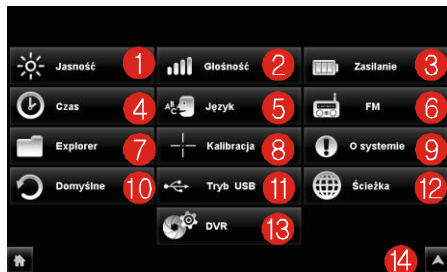 Jasność 1
Głośność 2
Zasilanie 3
Czas 4
ABC Język 5
FM 6
Explorer 7
Kalibracja 8
O systemie 9
Domyślne 10
Tryb USB 11
Ścieżka 12
DVR 13
14